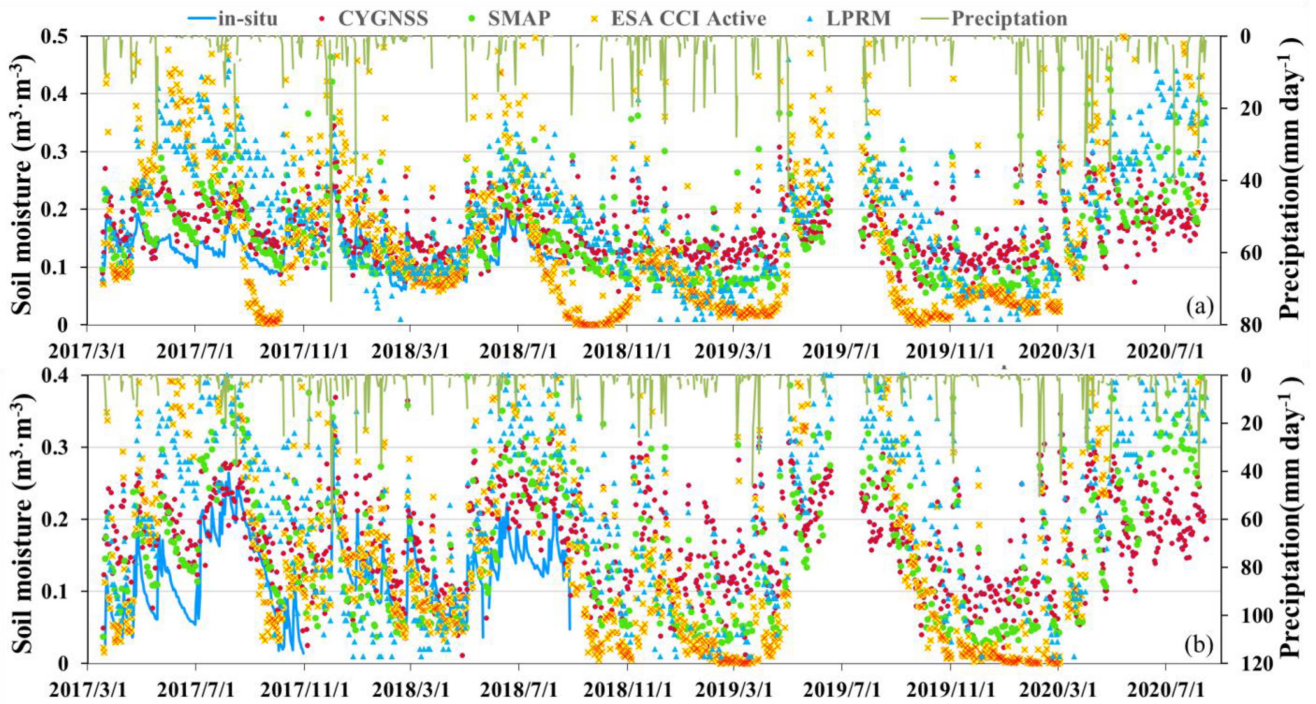 in-situ CYGNSS SMAP ESA CCI Active LPRM Preciptation
Soil moisture (m³·m⁻³)
0.5
0.4
0.3
0.2
0.1
0
0
20
40
60
80
Preciptation(mm day⁻¹)
(a)
2017/3/1 2017/7/1 2017/11/1 2018/3/1 2018/7/1 2018/11/1 2019/3/1 2019/7/1 2019/11/1 2020/3/1 2020/7/1
Soil moisture (m³·m⁻³)
0.4
0.3
0.2
0.1
0
0
20
40
60
80
100
120
Preciptation(mm day⁻¹)
(b)
2017/3/1 2017/7/1 2017/11/1 2018/3/1 2018/7/1 2018/11/1 2019/3/1 2019/7/1 2019/11/1 2020/3/1 2020/7/1